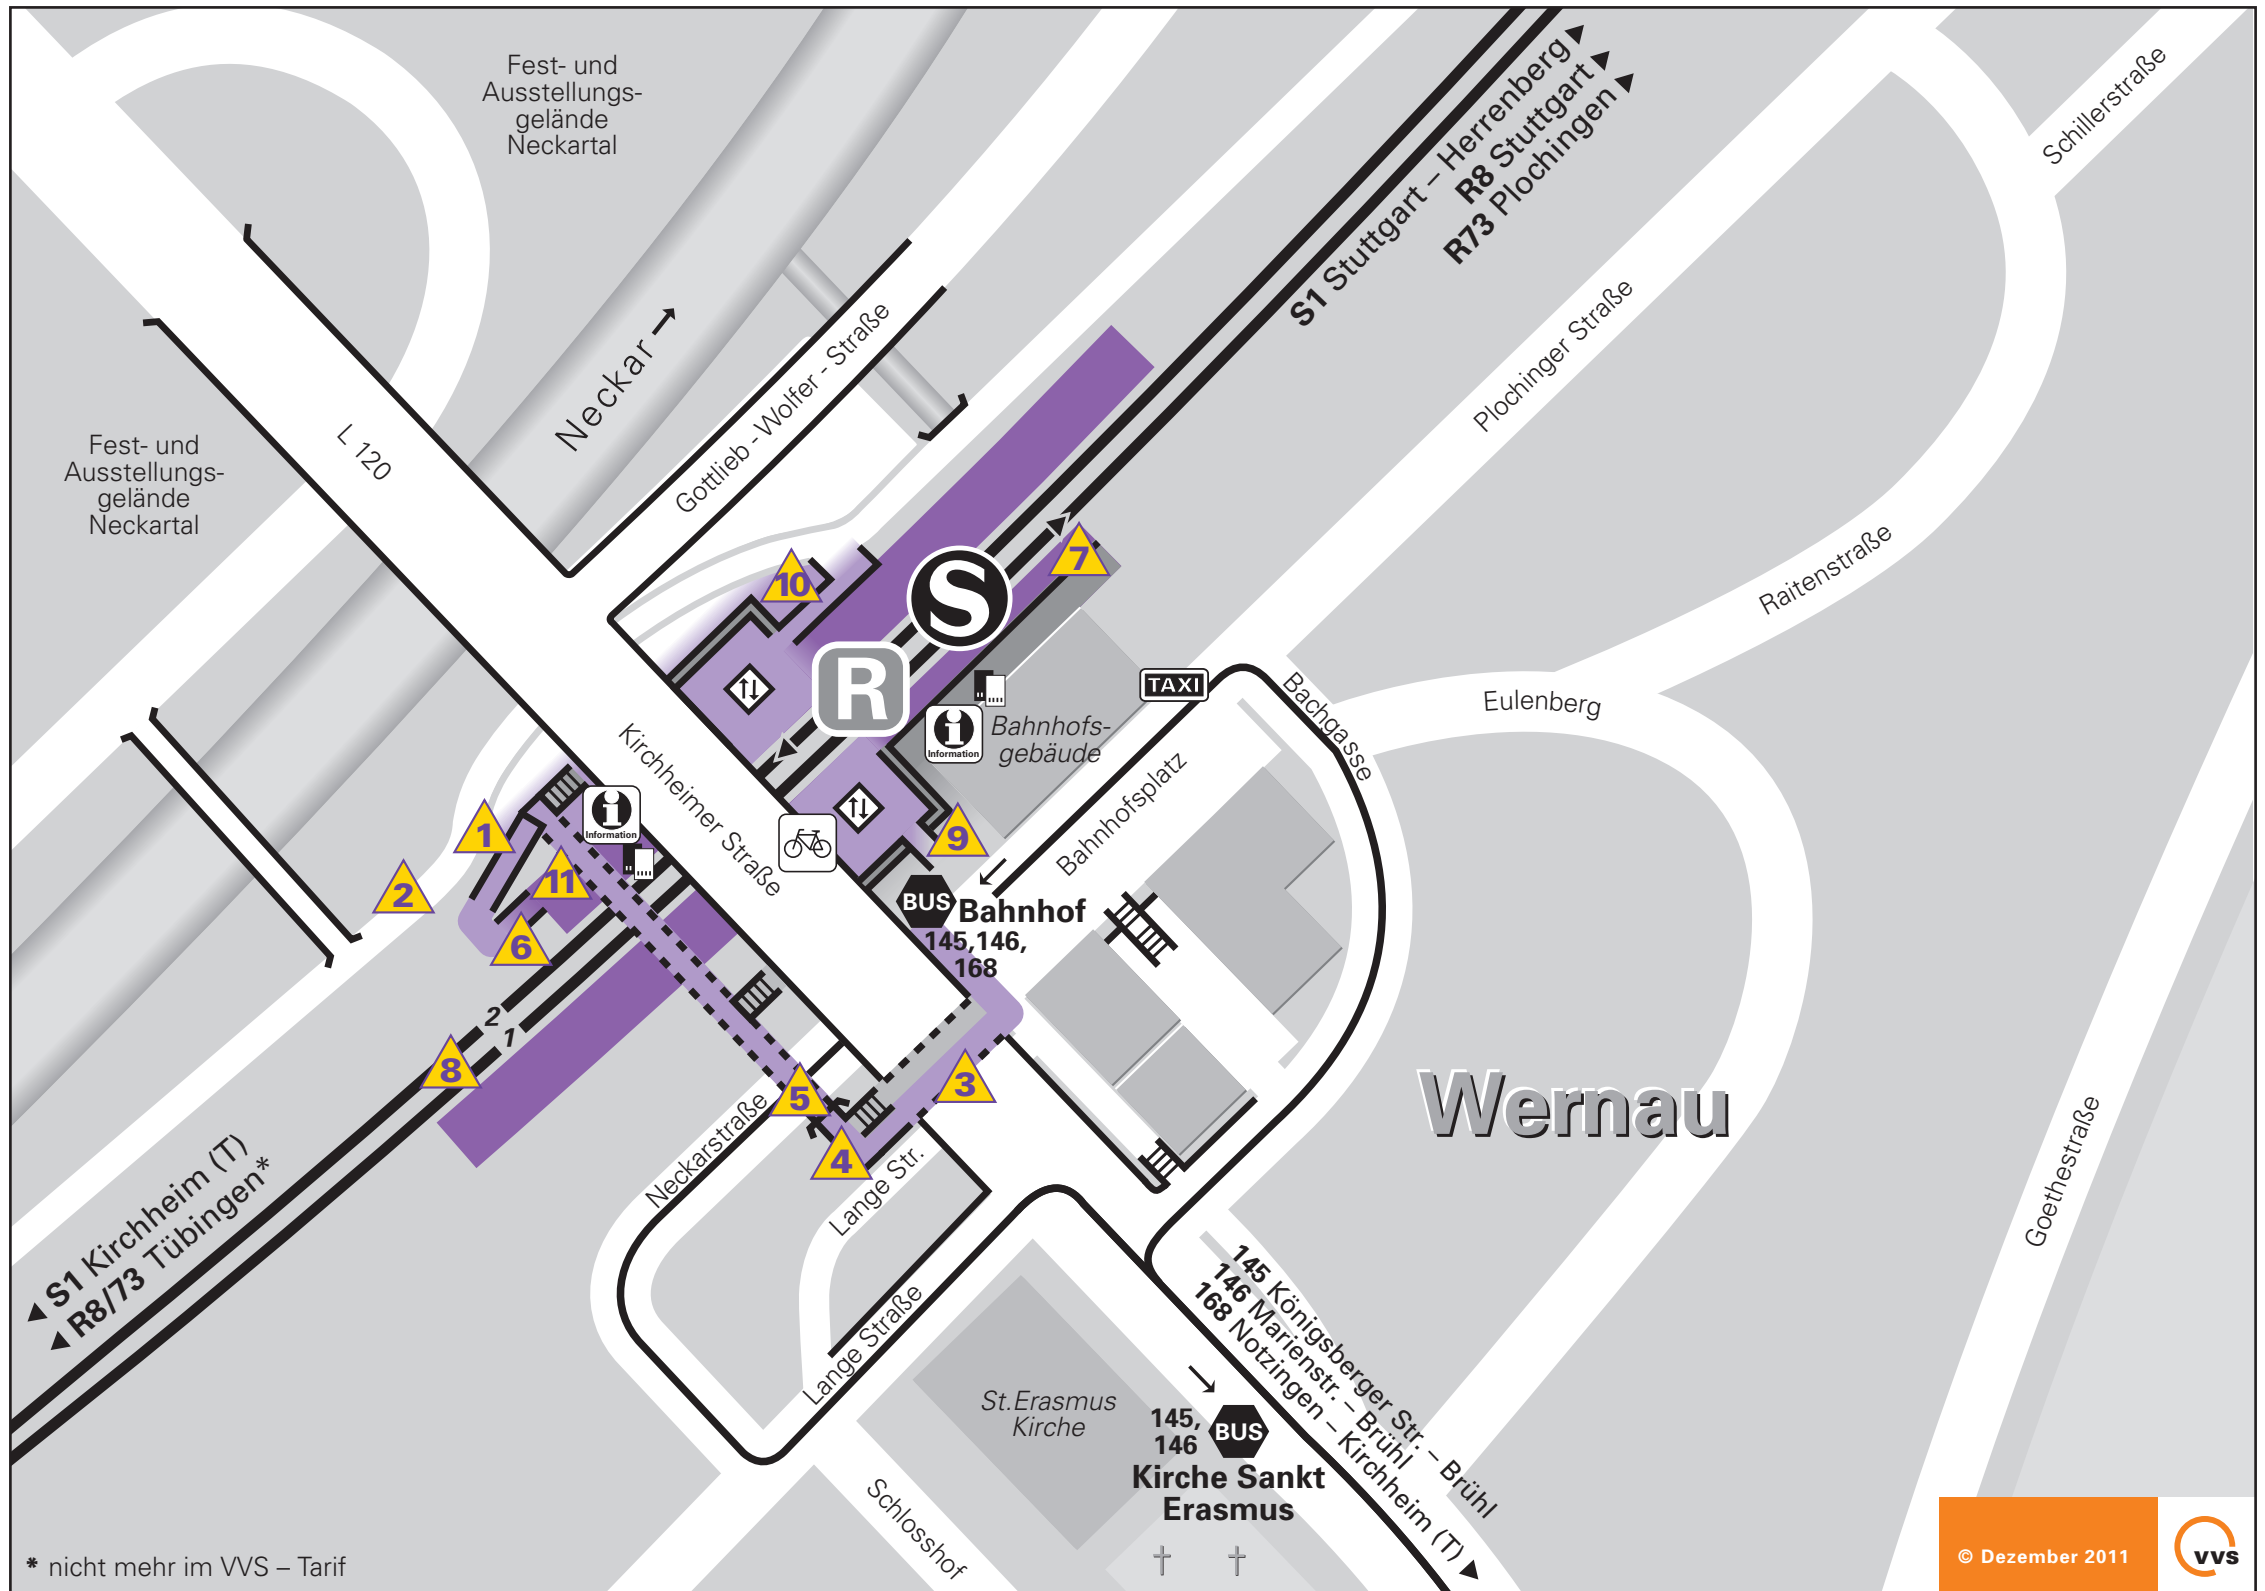 Fest- und
Ausstellungs-
gelände
Neckartal
S1 Stuttgart – Herrenberg
R8 Stuttgart
R73 Plochingen
Schillerstraße
Neckar
Gottlieb - Wolfer - Straße
Plochinger Straße
L 120
Fest- und
Ausstellungs-
gelände
Neckartal
Raitenstraße
10
7
S
R
TAXI
Bachgasse
Eulenberg
Information
Bahnhofs-
gebäude
Kirchheimer Straße
Information
Bahnhofsplatz
1
2
11
6
9
BUS Bahnhof
145,146,
168
2
1
8
5
3
4
Wernau
Neckarstraße
Lange Str.
Goethestraße
S1 Kirchheim (T)
R8/73 Tübingen*
Lange Straße
145 Königsberger Str. – Brühl
146 Marienstr. – Brühl
168 Notzingen – Kirchheim (T)
St.Erasmus
Kirche
145,
146
BUS
Kirche Sankt
Erasmus
Schlosshof
* nicht mehr im VVS – Tarif
© Dezember 2011
vvs